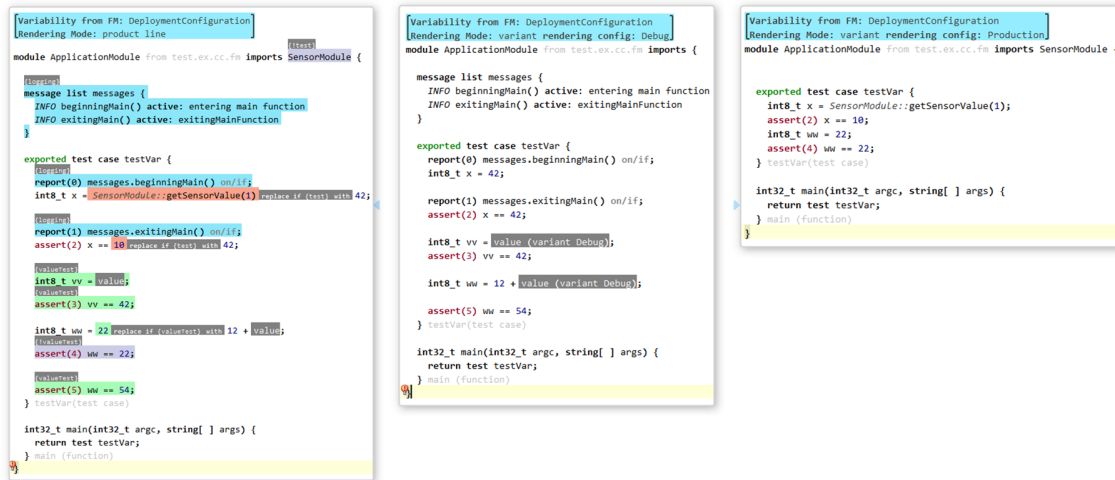 Variability from FM: DeploymentConfiguration
Rendering Mode: product line
{!test}
module ApplicationModule from test.ex.cc.fm imports SensorModule {
{logging}
message list messages {
INFO beginningMain() active: entering main function
INFO exitingMain() active: exitingMainFunction
}
exported test case testVar {
{logging}
report(0) messages.beginningMain() on/if;
int8_t x = SensorModule::getSensorValue(1) replace if {test} with 42;
{logging}
report(1) messages.exitingMain() on/if;
assert(2) x == 10 replace if {test} with 42;
{valueTest}
int8_t vv = value;
{valueTest}
assert(3) vv == 42;
int8_t ww = 22 replace if {valueTest} with 12 + value;
{!valueTest}
assert(4) ww == 22;
{valueTest}
assert(5) ww == 54;
} testVar(test case)
int32_t main(int32_t argc, string[ ] args) {
return test testVar;
} main (function)
}
Variability from FM: DeploymentConfiguration
Rendering Mode: variant rendering config: Debug
module ApplicationModule from test.ex.cc.fm imports {
message list messages {
INFO beginningMain() active: entering main function
INFO exitingMain() active: exitingMainFunction
}
exported test case testVar {
report(0) messages.beginningMain() on/if;
int8_t x = 42;
report(1) messages.exitingMain() on/if;
assert(2) x == 42;
int8_t vv = value (variant Debug);
assert(3) vv == 42;
int8_t ww = 12 + value (variant Debug);
assert(5) ww == 54;
} testVar(test case)
int32_t main(int32_t argc, string[ ] args) {
return test testVar;
} main (function)
}
Variability from FM: DeploymentConfiguration
Rendering Mode: variant rendering config: Production
module ApplicationModule from test.ex.cc.fm imports SensorModule {
exported test case testVar {
int8_t x = SensorModule::getSensorValue(1);
assert(2) x == 10;
int8_t ww = 22;
assert(4) ww == 22;
} testVar(test case)
int32_t main(int32_t argc, string[ ] args) {
return test testVar;
} main (function)
}